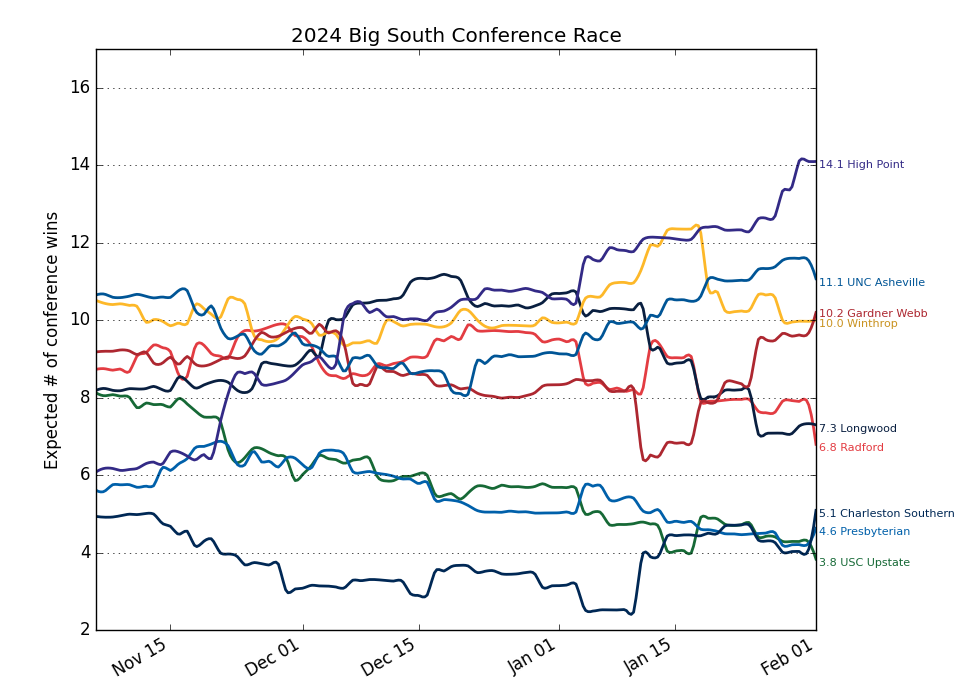 2024 Big South Conference Race
Expected # of conference wins
16
14
12
10
8
6
4
2
14.1 High Point
11.1 UNC Asheville
10.2 Gardner Webb
10.0 Winthrop
7.3 Longwood
6.8 Radford
5.1 Charleston Southern
4.6 Presbyterian
3.8 USC Upstate
Nov 15
Dec 01
Dec 15
Jan 01
Jan 15
Feb 01